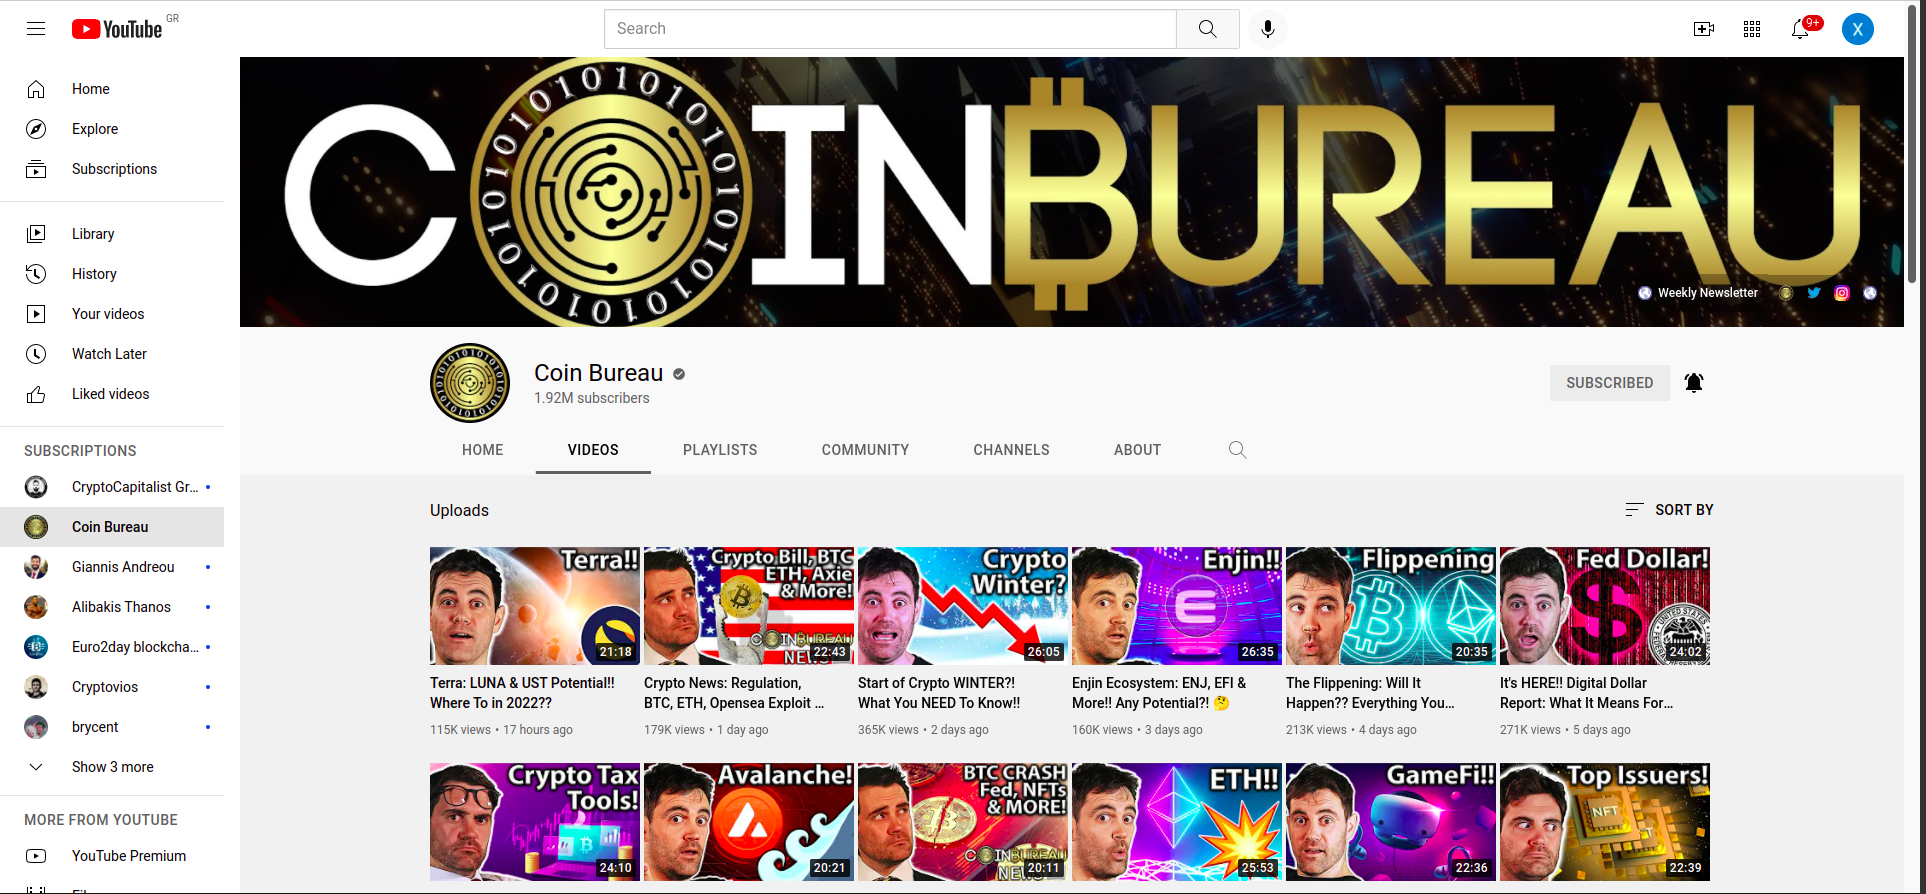 YouTube GR
Search
9+
X
Home
Explore
Subscriptions
Library
History
Your videos
Watch Later
Liked videos
SUBSCRIPTIONS
CryptoCapitalist Gr...
Coin Bureau
Giannis Andreou
Alibakis Thanos
Euro2day blockcha...
Cryptovios
brycent
Show 3 more
MORE FROM YOUTUBE
YouTube Premium
COINBUREAU
Weekly Newsletter
Coin Bureau
1.92M subscribers
SUBSCRIBED
HOME
VIDEOS
PLAYLISTS
COMMUNITY
CHANNELS
ABOUT
Uploads
SORT BY
Terra!!
21:18
Terra: LUNA & UST Potential!!
Where To in 2022??
115K views • 17 hours ago
Crypto Bill, BTC
ETH, Axie
& More!
COINBUREAU
NEWS
22:43
Crypto News: Regulation,
BTC, ETH, Opensea Exploit ...
179K views • 1 day ago
Crypto
Winter?
26:05
Start of Crypto WINTER?!
What You NEED To Know!!
365K views • 2 days ago
Enjin!!
26:35
Enjin Ecosystem: ENJ, EFI &
More!! Any Potential?! 🤔
160K views • 3 days ago
Flippening
20:35
The Flippening: Will It
Happen?? Everything You...
213K views • 4 days ago
Fed Dollar!
24:02
It's HERE!! Digital Dollar
Report: What It Means For...
271K views • 5 days ago
Crypto Tax
Tools!
24:10
Avalanche!
20:21
BTC CRASH
Fed, NFTs
& MORE!
COINBUREAU
NEWS
20:11
ETH!!
25:53
GameFi!!
22:36
Top Issuers!
NFT
22:39